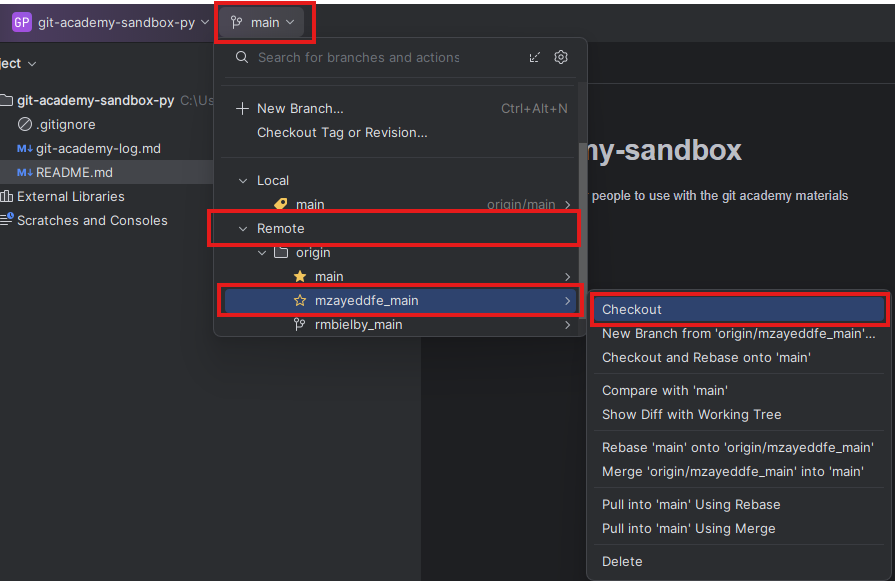 GP git-academy-sandbox-py
main
Search for branches and actions
ect
git-academy-sandbox-py C:\Us
.gitignore
M↓ git-academy-log.md
M↓ README.md
External Libraries
Scratches and Consoles
New Branch... Ctrl+Alt+N
Checkout Tag or Revision...
Local
main origin/main
Remote
origin
main
mzayeddfe_main
rmbielby_main
my-sandbox
people to use with the git academy materials
Checkout
New Branch from 'origin/mzayeddfe_main'...
Checkout and Rebase onto 'main'
Compare with 'main'
Show Diff with Working Tree
Rebase 'main' onto 'origin/mzayeddfe_main'
Merge 'origin/mzayeddfe_main' into 'main'
Pull into 'main' Using Rebase
Pull into 'main' Using Merge
Delete